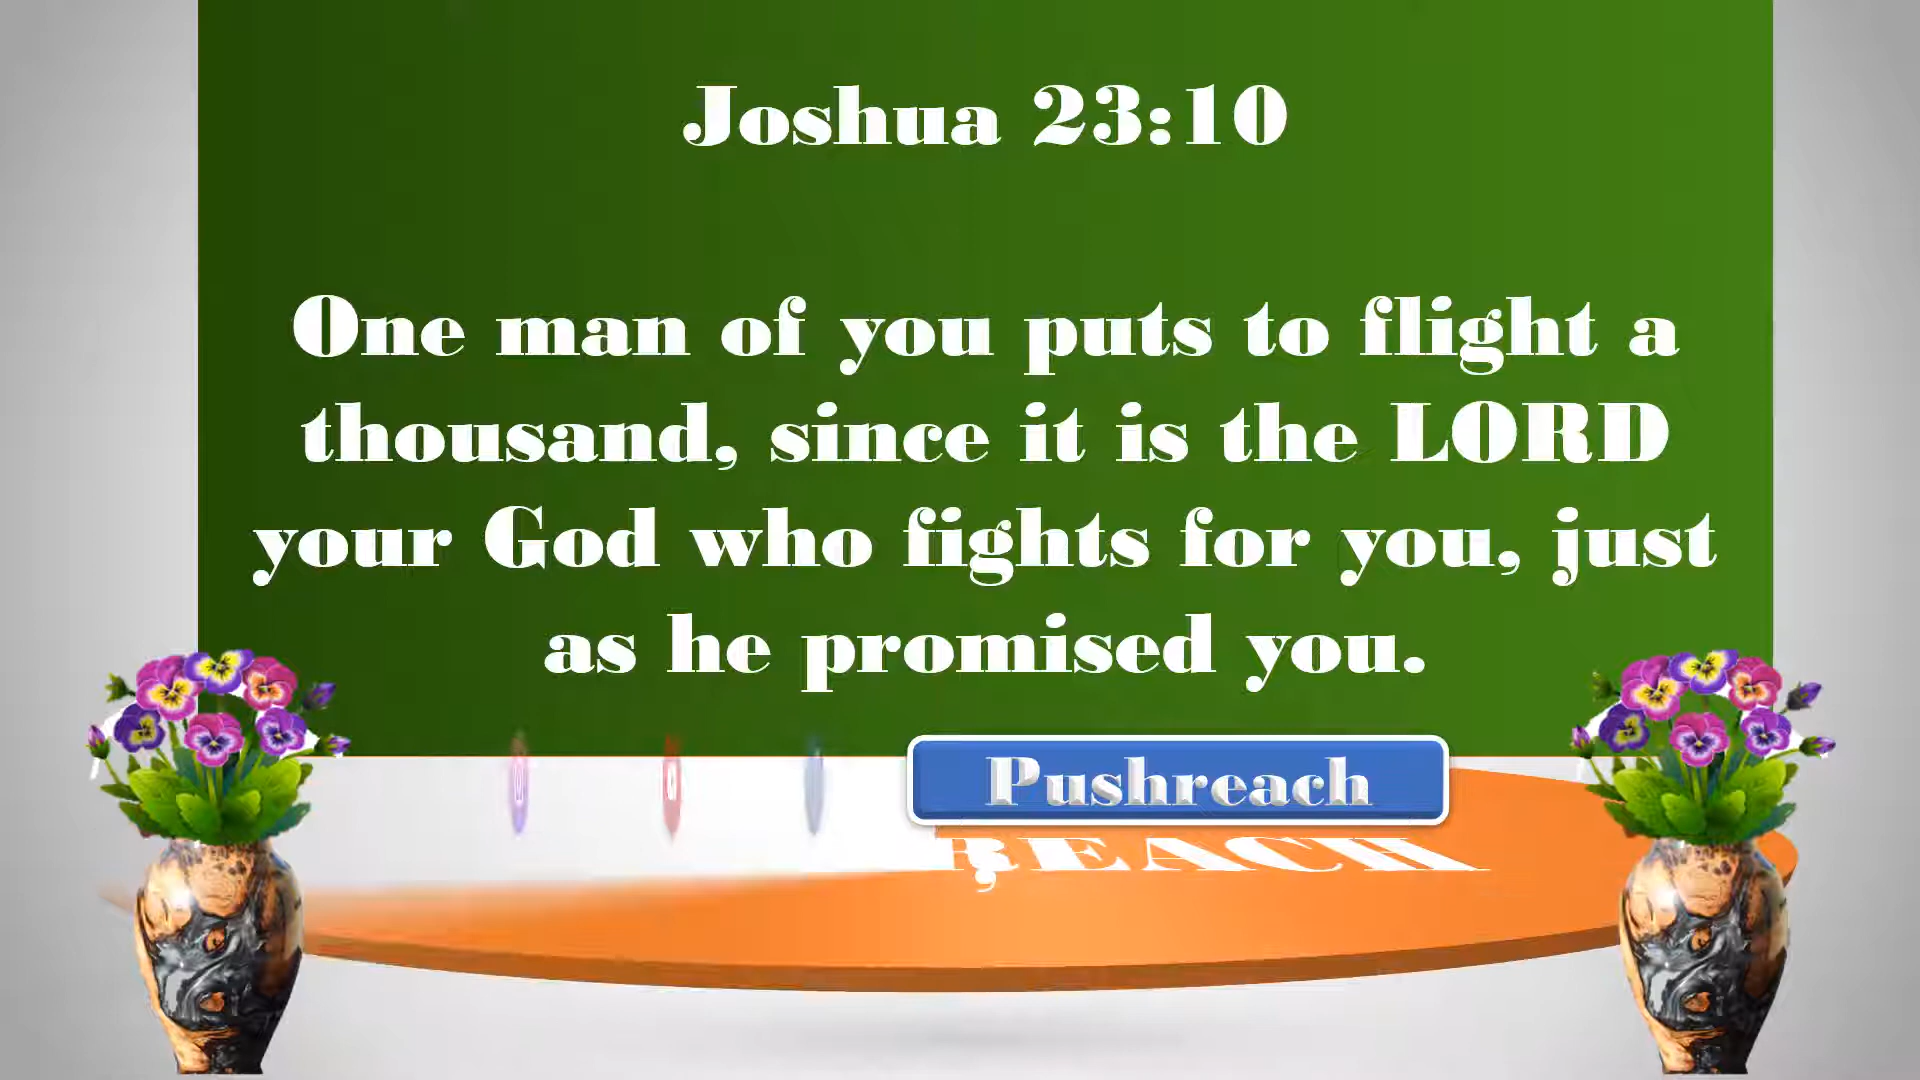 Joshua 23:10
One man of you puts to flight a
thousand, since it is the LORD
your God who fights for you, just
as he promised you.
Pushreach
REACH